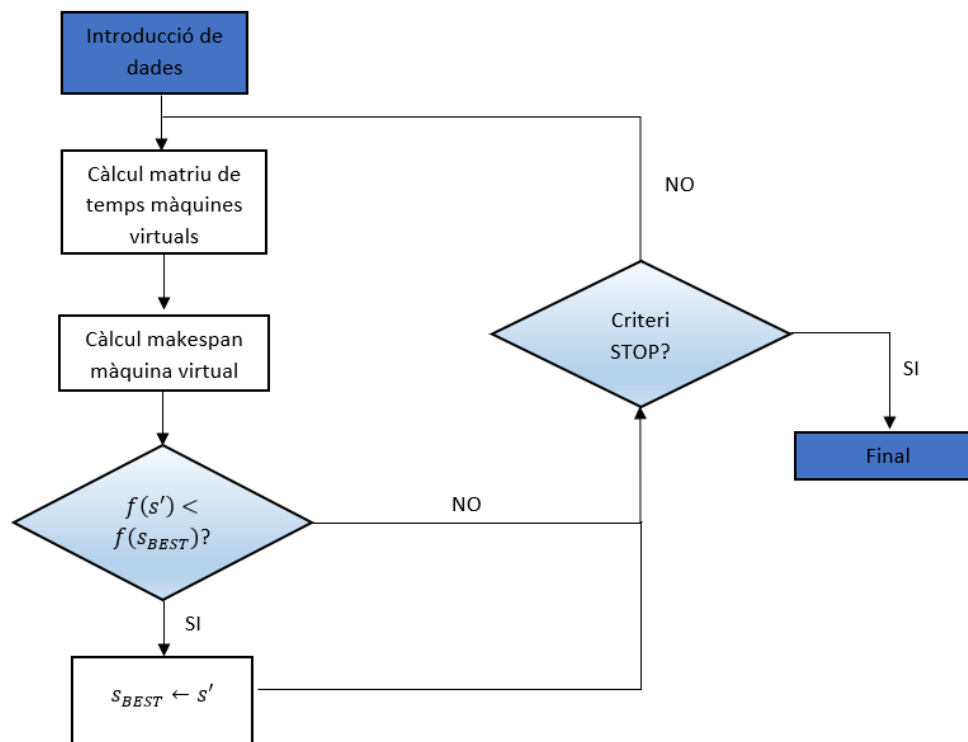 Introducció de
dades
Càlcul matriu de
temps màquines
virtuals
NO
Càlcul makespan
màquina virtual
Criteri
STOP?
SI
Final
f(s′) <
f(s_BEST)?
NO
SI
s_BEST ← s′